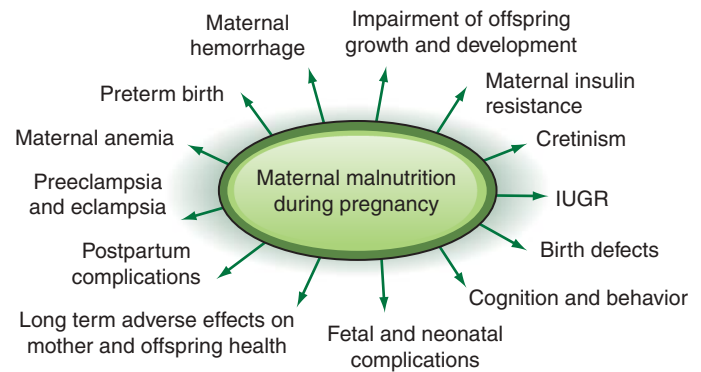 Maternal
hemorrhage
Impairment of offspring
growth and development
Preterm birth
Maternal insulin
resistance
Maternal anemia
Cretinism
Preeclampsia
and eclampsia
Maternal malnutrition
during pregnancy
IUGR
Postpartum
complications
Birth defects
Cognition and behavior
Long term adverse effects on
mother and offspring health
Fetal and neonatal
complications